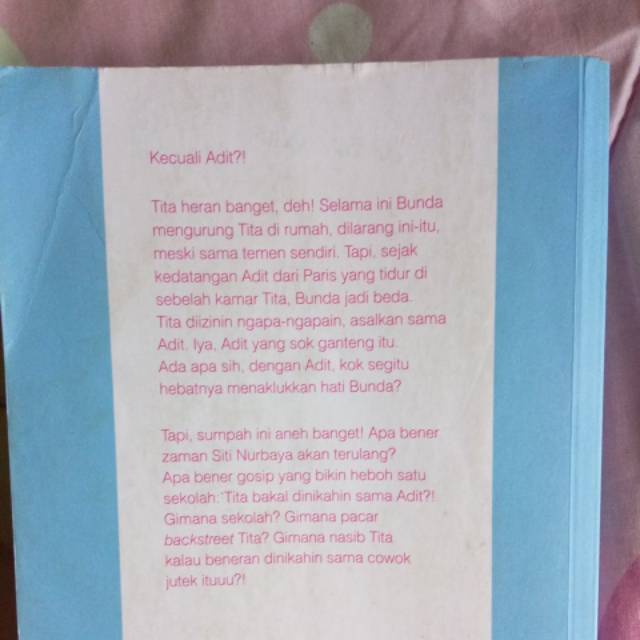 Kecuali Adit?!
Tita heran banget, deh! Selama ini Bunda
mengurung Tita di rumah, dilarang ini-itu,
meski sama temen sendiri. Tapi, sejak
kedatangan Adit dari Paris yang tidur di
sebelah kamar Tita, Bunda jadi beda.
Tita diizinin ngapa-ngapain, asalkan sama
Adit. Iya, Adit yang sok ganteng itu.
Ada apa sih, dengan Adit, kok segitu
hebatnya menaklukkan hati Bunda?
Tapi, sumpah ini aneh banget! Apa bener
zaman Siti Nurbaya akan terulang?
Apa bener gosip yang bikin heboh satu
sekolah: Tita bakal dinikahin sama Adit?!
Gimana sekolah? Gimana pacar
backstreet Tita? Gimana nasib Tita
kalau beneran dinikahin sama cowok
jutek ituuu?!